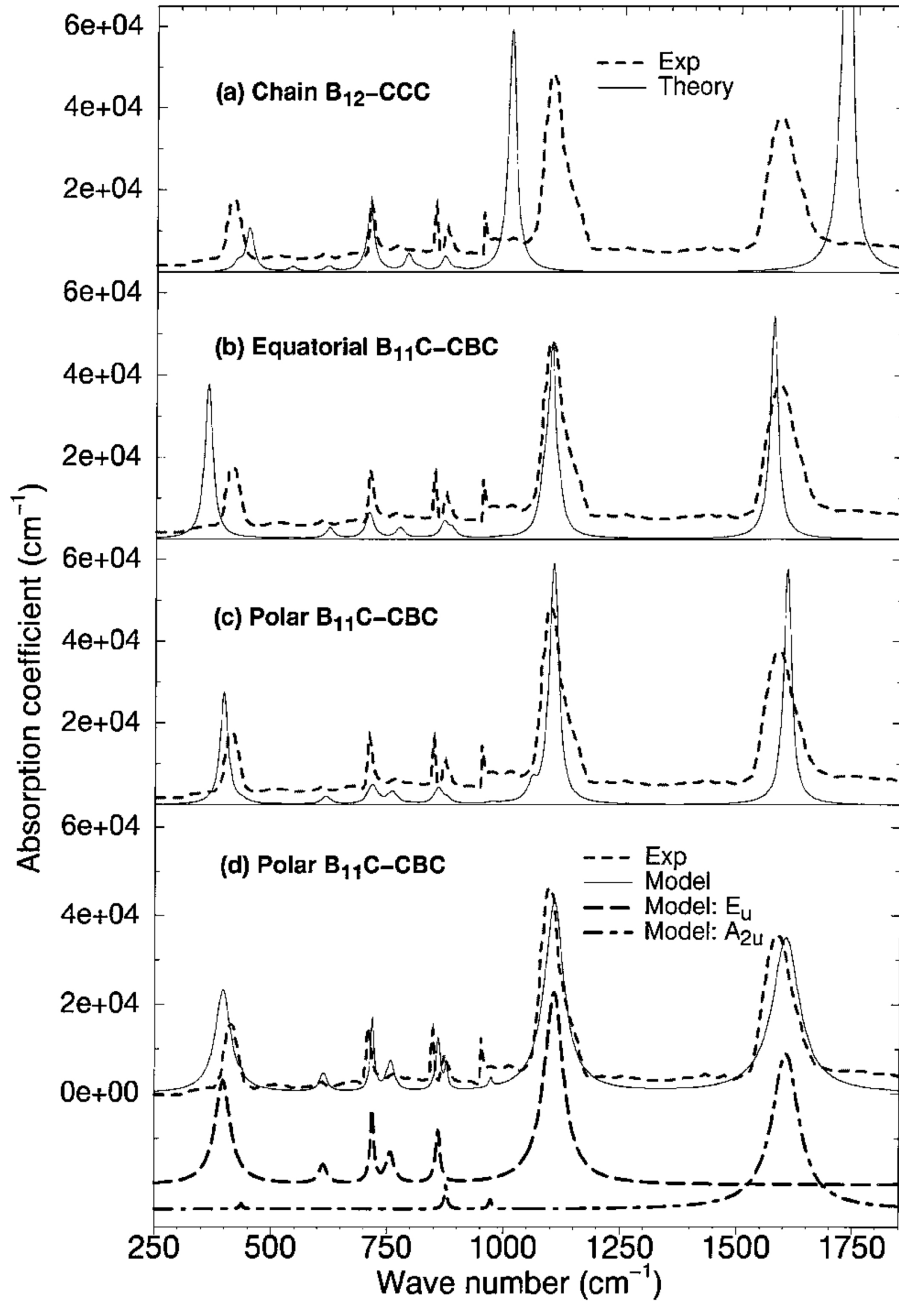 6e+04
(a) Chain B₁₂–CCC
Exp
Theory
4e+04
2e+04
6e+04
(b) Equatorial B₁₁C–CBC
4e+04
2e+04
6e+04
(c) Polar B₁₁C–CBC
4e+04
2e+04
6e+04
(d) Polar B₁₁C–CBC
Exp
Model
Model: Eᵤ
Model: A₂ᵤ
4e+04
2e+04
0e+00
Absorption coefficient (cm⁻¹)
250 500 750 1000 1250 1500 1750
Wave number (cm⁻¹)